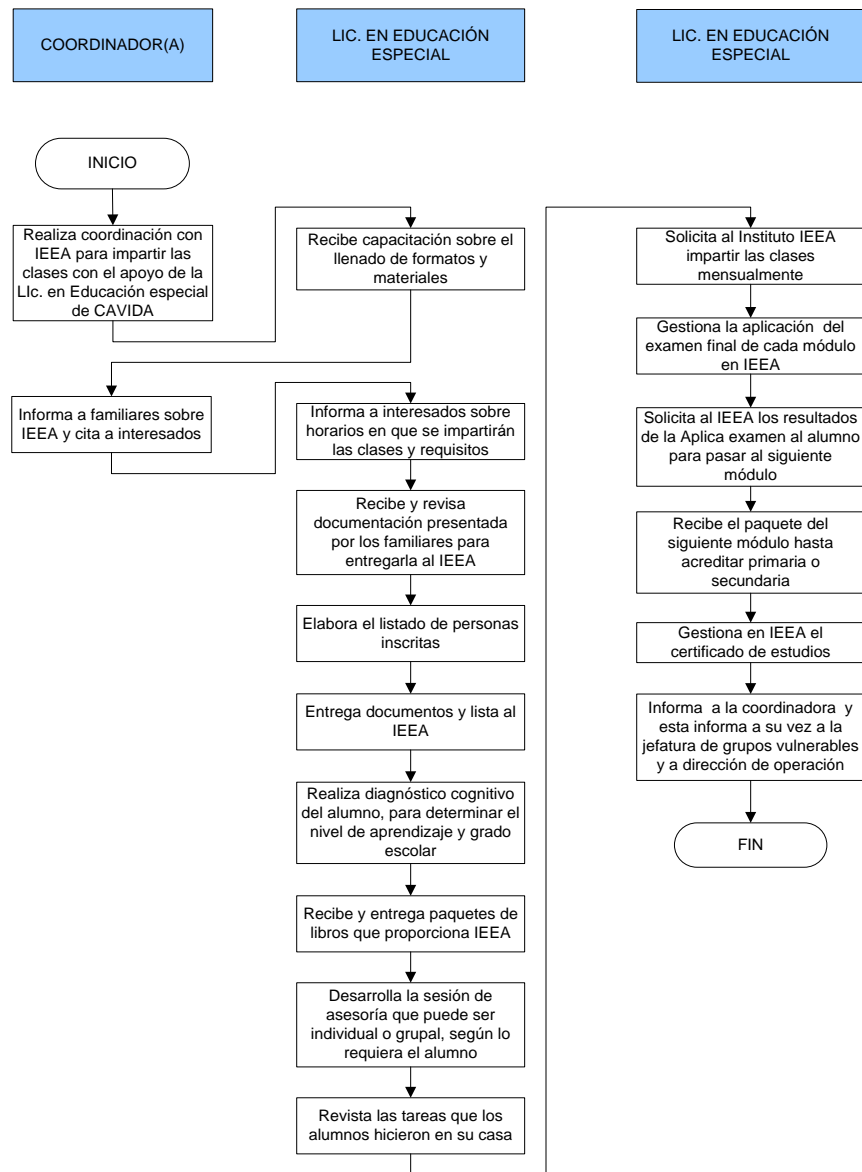 COORDINADOR(A)
LIC. EN EDUCACIÓN
ESPECIAL
LIC. EN EDUCACIÓN
ESPECIAL
INICIO
Realiza coordinación con
IEEA para impartir las
clases con el apoyo de la
LIc. en Educación especial
de CAVIDA
Recibe capacitación sobre el
llenado de formatos y
materiales
Informa a familiares sobre
IEEA y cita a interesados
Informa a interesados sobre
horarios en que se impartirán
las clases y requisitos
Recibe y revisa
documentación presentada
por los familiares para
entregarla al IEEA
Elabora el listado de personas
inscritas
Entrega documentos y lista al
IEEA
Realiza diagnóstico cognitivo
del alumno, para determinar el
nivel de aprendizaje y grado
escolar
Recibe y entrega paquetes de
libros que proporciona IEEA
Desarrolla la sesión de
asesoría que puede ser
individual o grupal, según lo
requiera el alumno
Revista las tareas que los
alumnos hicieron en su casa
Solicita al Instituto IEEA
impartir las clases
mensualmente
Gestiona la aplicación  del
examen final de cada módulo
en IEEA
Solicita al IEEA los resultados
de la Aplica examen al alumno
para pasar al siguiente
módulo
Recibe el paquete del
siguiente módulo hasta
acreditar primaria o
secundaria
Gestiona en IEEA el
certificado de estudios
Informa  a la coordinadora  y
esta informa a su vez a la
jefatura de grupos vulnerables
y a dirección de operación
FIN